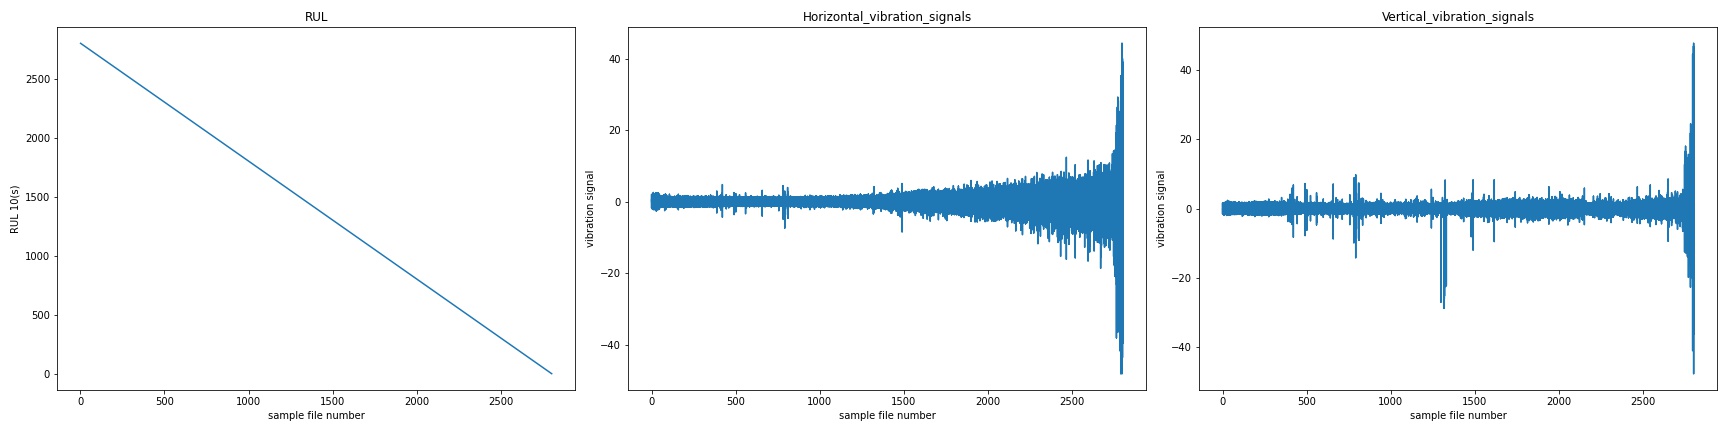 RUL
RUL 10(s)
2500
2000
1500
1000
500
0
0 500 1000 1500 2000 2500
sample file number
Horizontal_vibration_signals
vibration signal
40
20
0
−20
−40
0 500 1000 1500 2000 2500
sample file number
Vertical_vibration_signals
vibration signal
40
20
0
−20
−40
0 500 1000 1500 2000 2500
sample file number